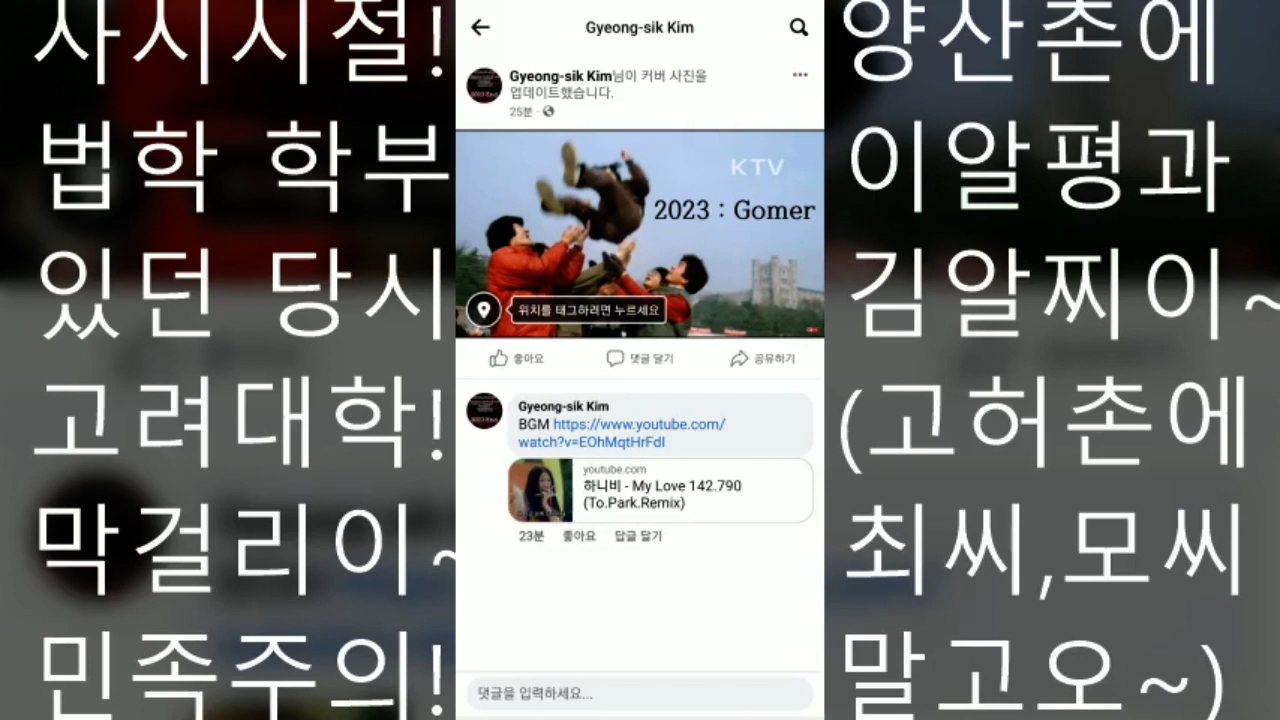 사시시절!
법학 학부
있던 당시
고려대학!
막걸리이~
민족주의!
Gyeong-sik Kim
Gyeong-sik Kim님이 커버 사진을
업데이트했습니다.
25분
KTV
2023 : Gomer
위치를 태그하려면 누르세요
좋아요 댓글 달기 공유하기
Gyeong-sik Kim
BGM https://www.youtube.com/
watch?v=EOhMqtHrFdI
youtube.com
하니비 - My Love 142.790
(To.Park.Remix)
23분 좋아요 답글 달기
댓글을 입력하세요...
양산촌에
이알평과
김알찌이~
(고허촌에
최씨,모씨
말고오~)